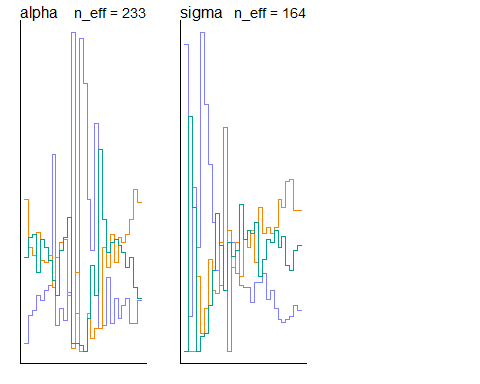 alpha n_eff = 233
sigma n_eff = 164